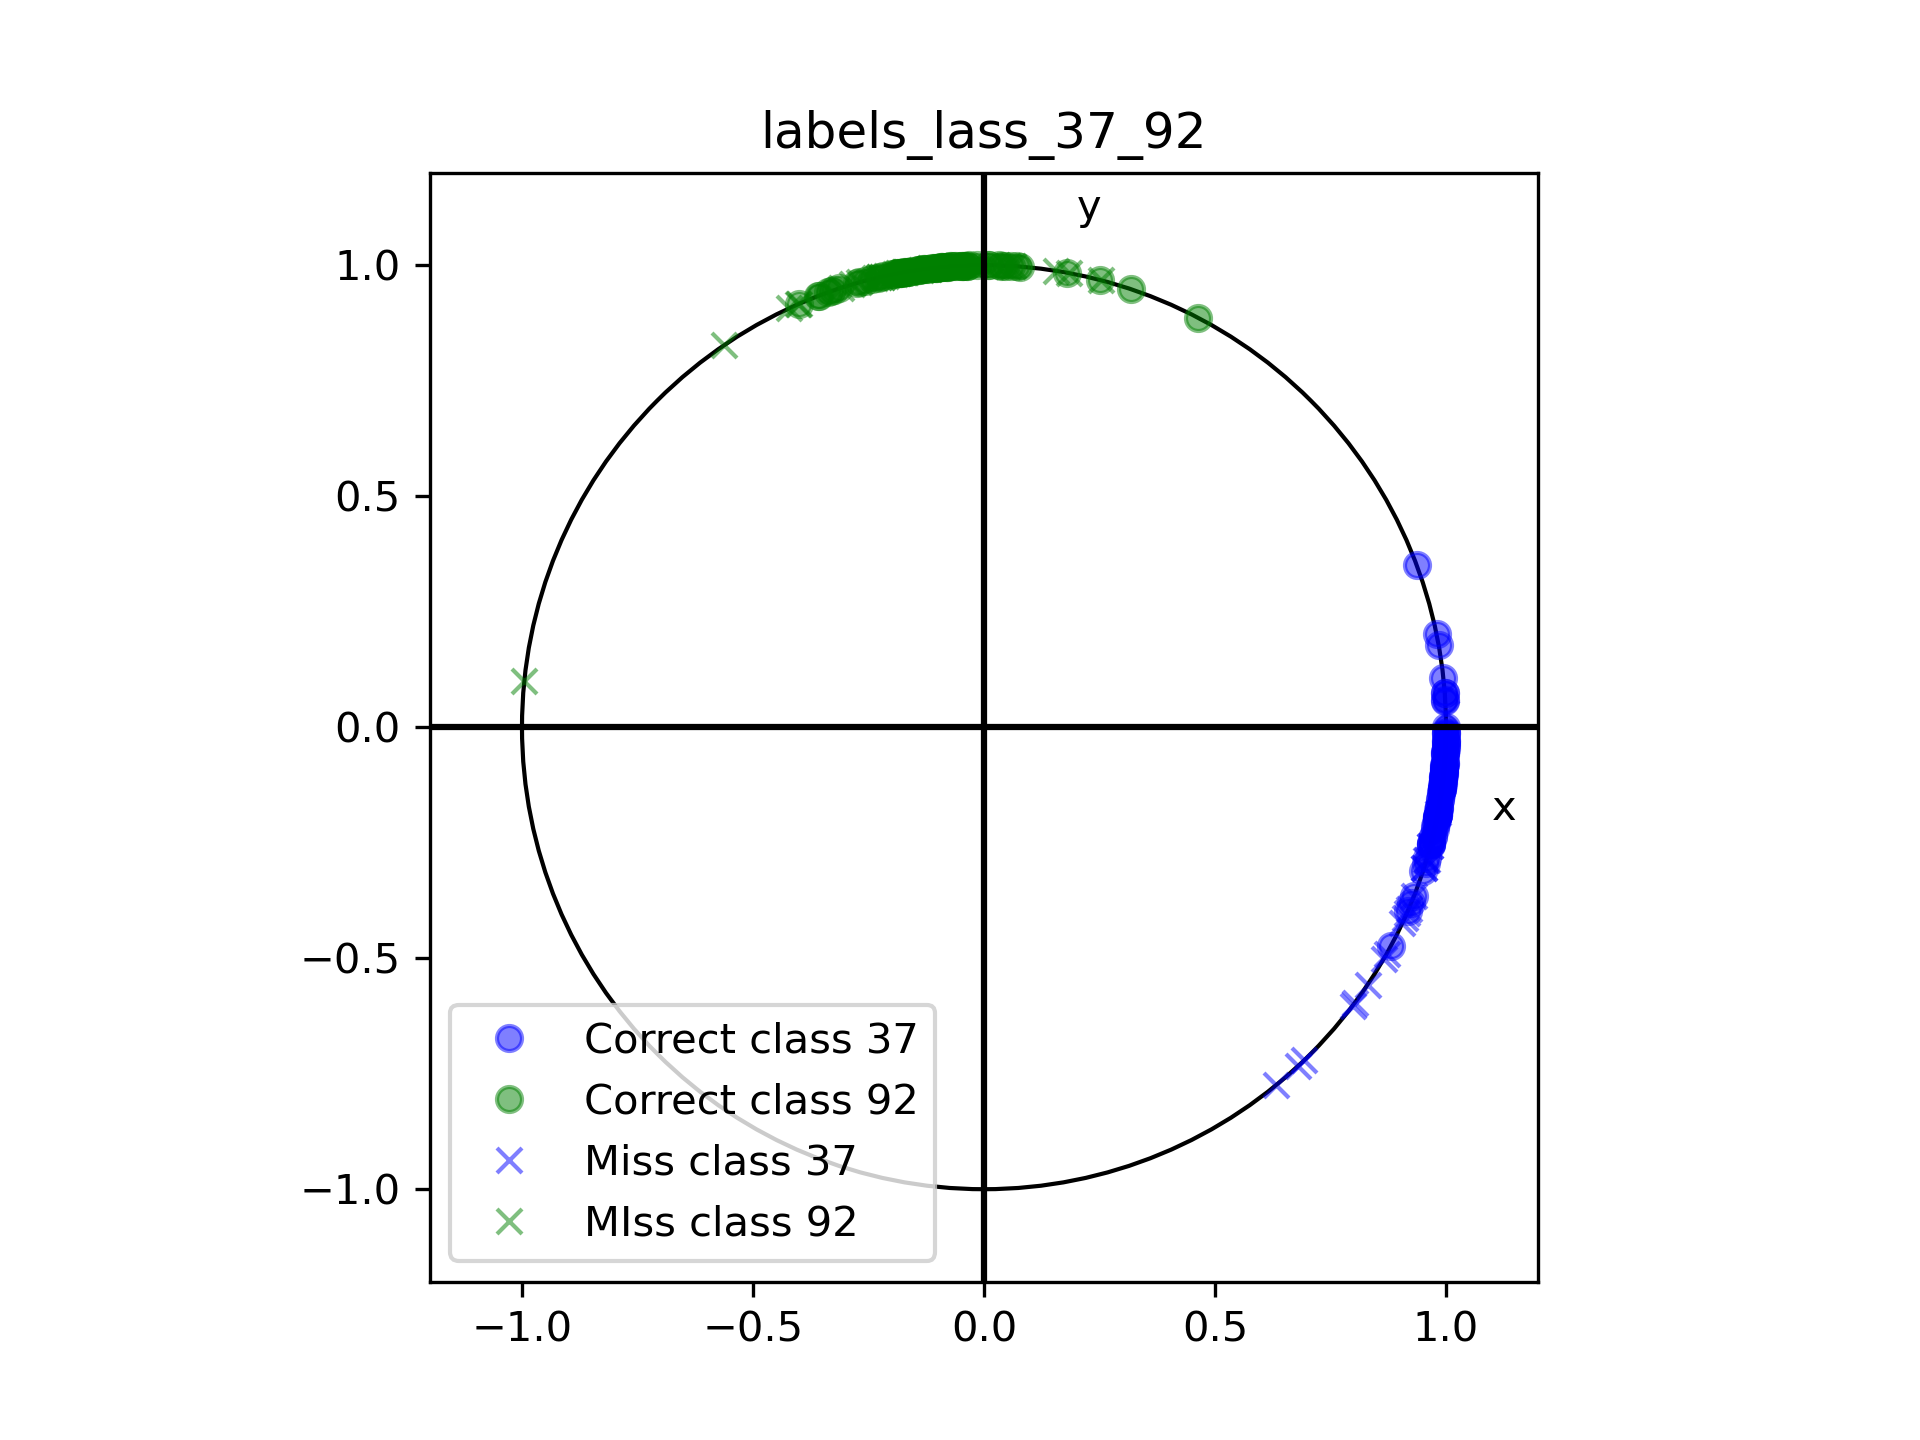 labels_lass_37_92
y
1.0
0.5
0.0
−0.5
−1.0
x
Correct class 37
Correct class 92
Miss class 37
MIss class 92
−1.0 −0.5 0.0 0.5 1.0